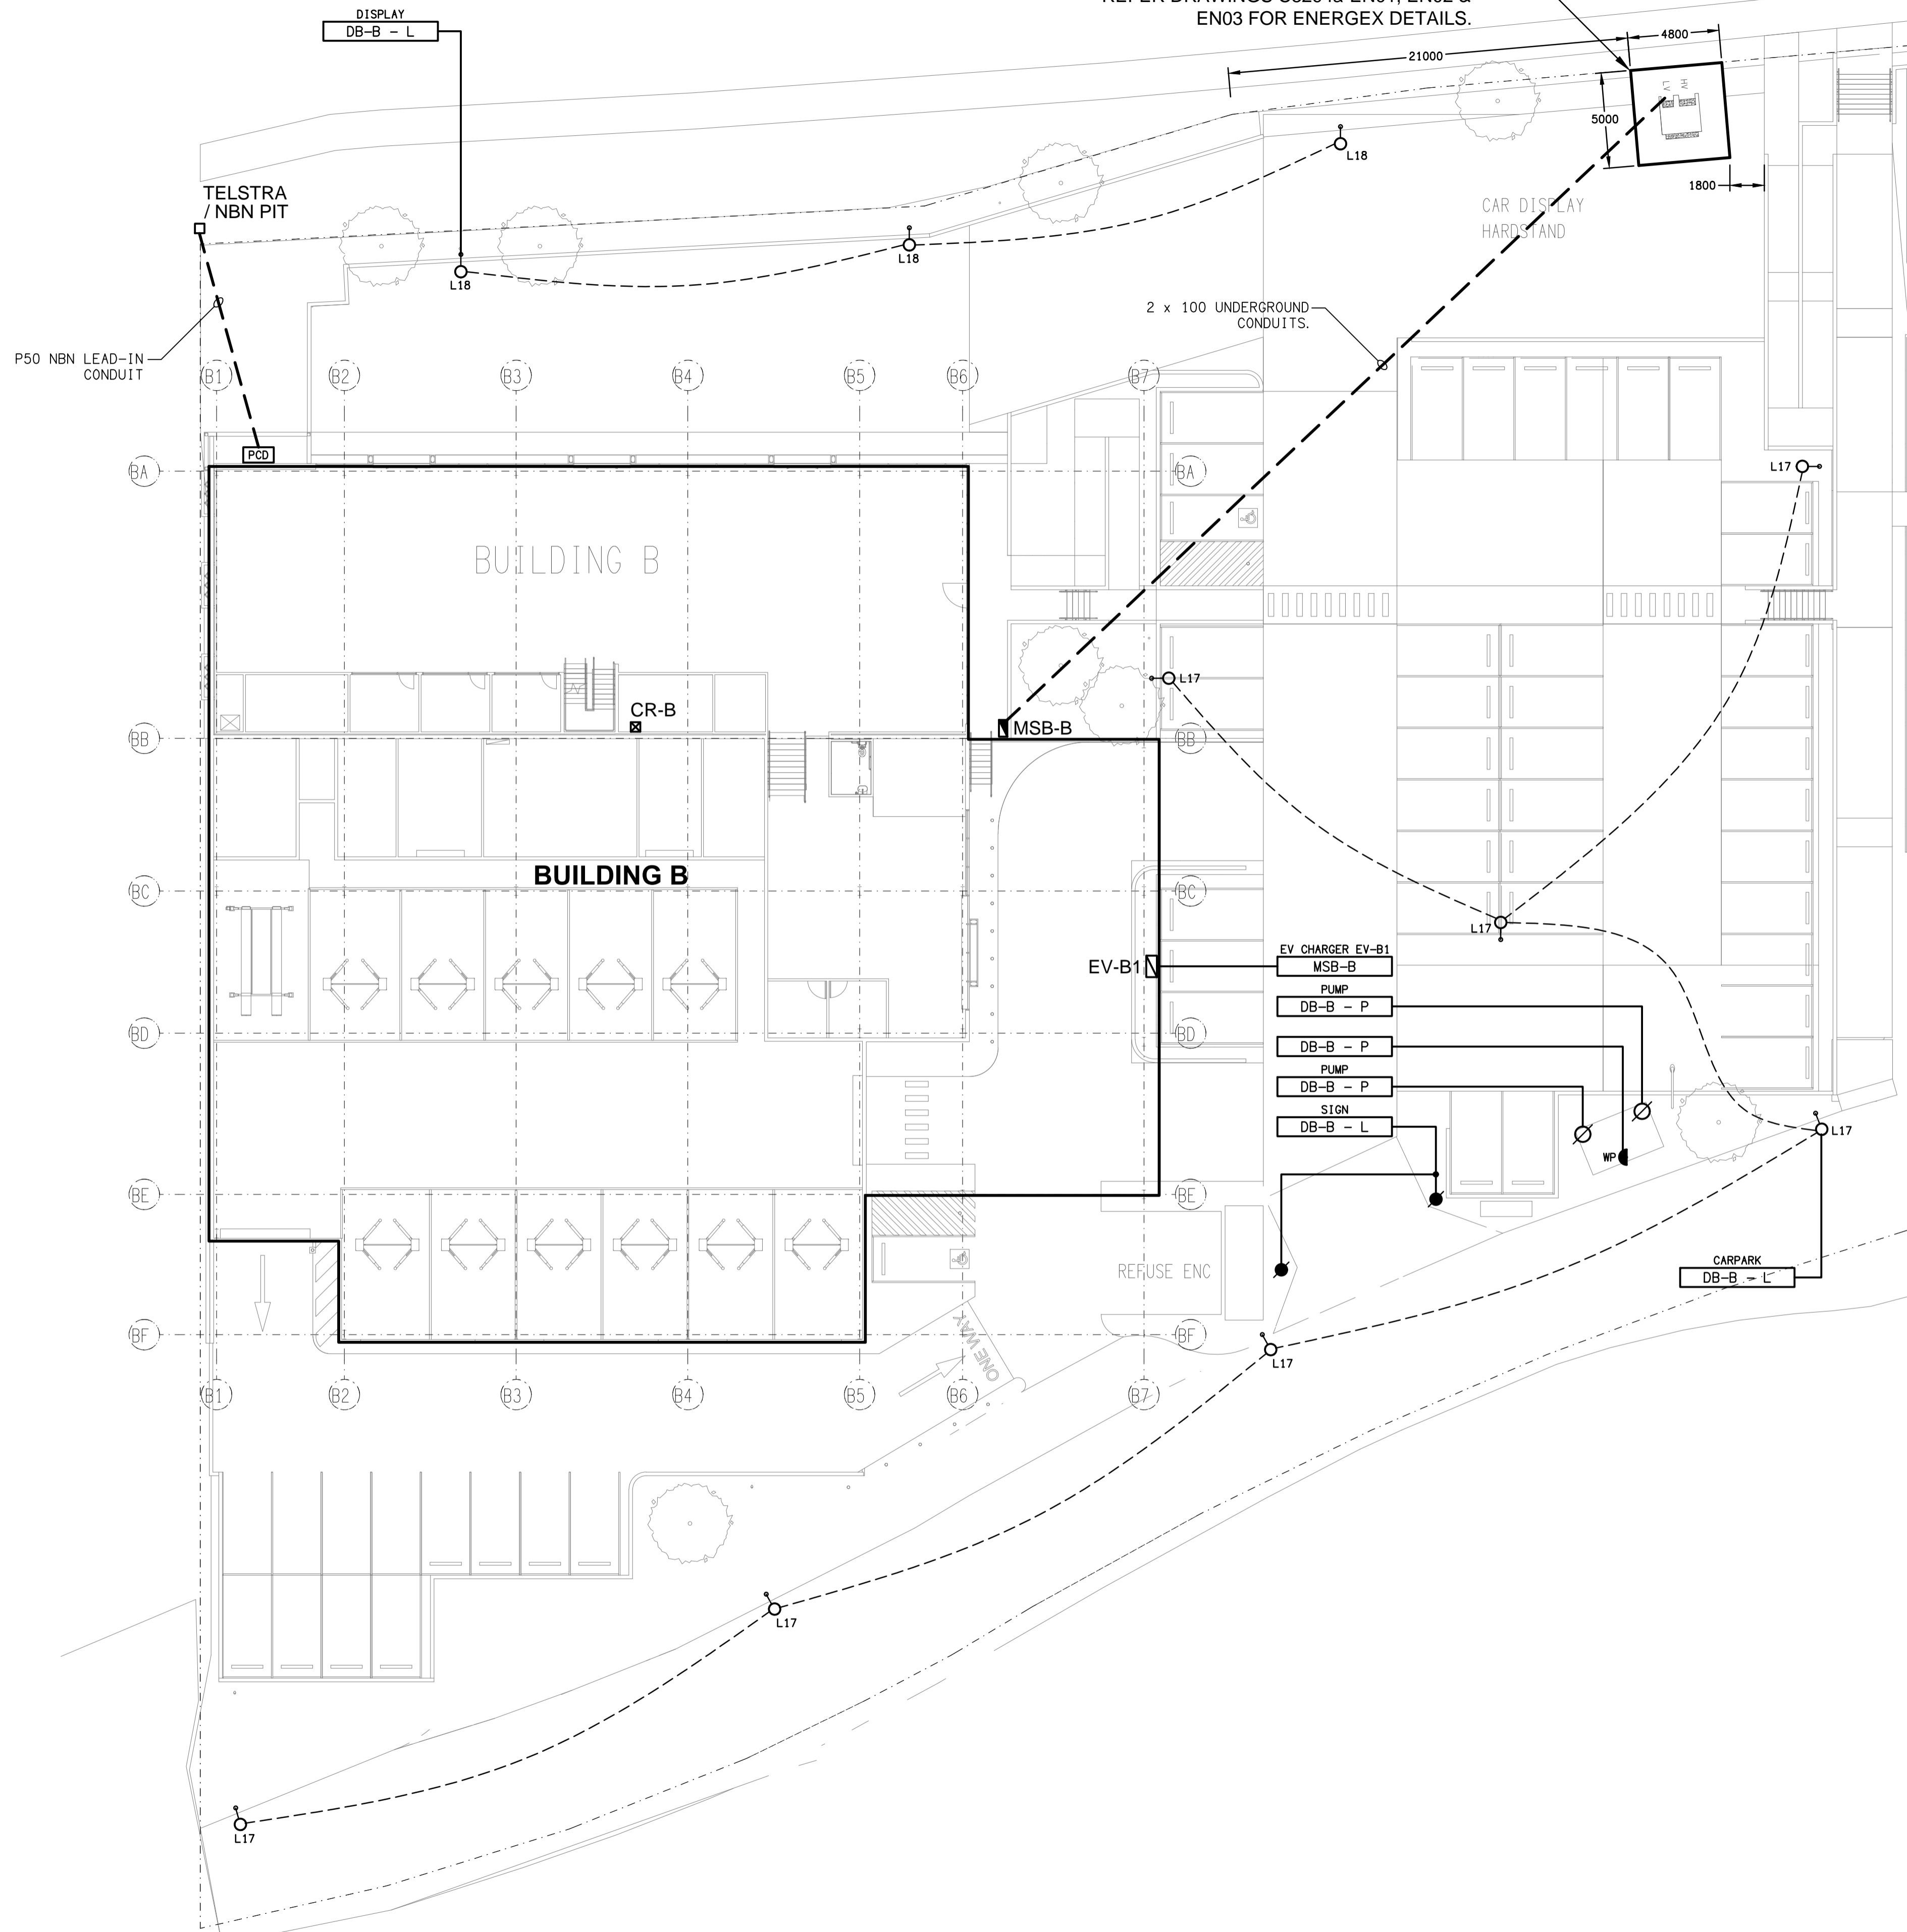 EN03 FOR ENERGEX DETAILS.
DISPLAY
DB-B - L
21000
4800
5000
1800
LV
HV
TELSTRA
/ NBN PIT
L18
L18
L18
CAR DISPLAY
HARDSTAND
2 x 100 UNDERGROUND
CONDUITS.
P50 NBN LEAD-IN
CONDUIT
B1
B2
B3
B4
B5
B6
B7
PCD
BA
BA
L17
BUILDING B
L17
CR-B
MSB-B
BB
BB
BUILDING B
BC
BC
L17
EV-B1
EV CHARGER EV-B1
MSB-B
PUMP
DB-B - P
BD
BD
DB-B - P
PUMP
DB-B - P
SIGN
DB-B - L
L17
WP
BE
BE
REFUSE ENC
CARPARK
DB-B - L
BF
BF
L17
ONE WAY
B1
B2
B3
B4
B5
B6
B7
L17
L17